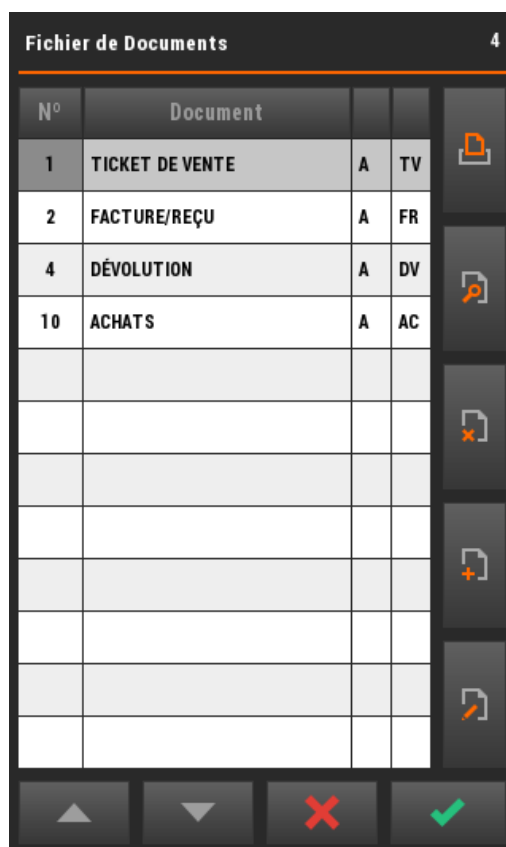 Fichier de Documents 4
Nº Document
1 TICKET DE VENTE A TV
2 FACTURE/REÇU A FR
4 DÉVOLUTION A DV
10 ACHATS A AC